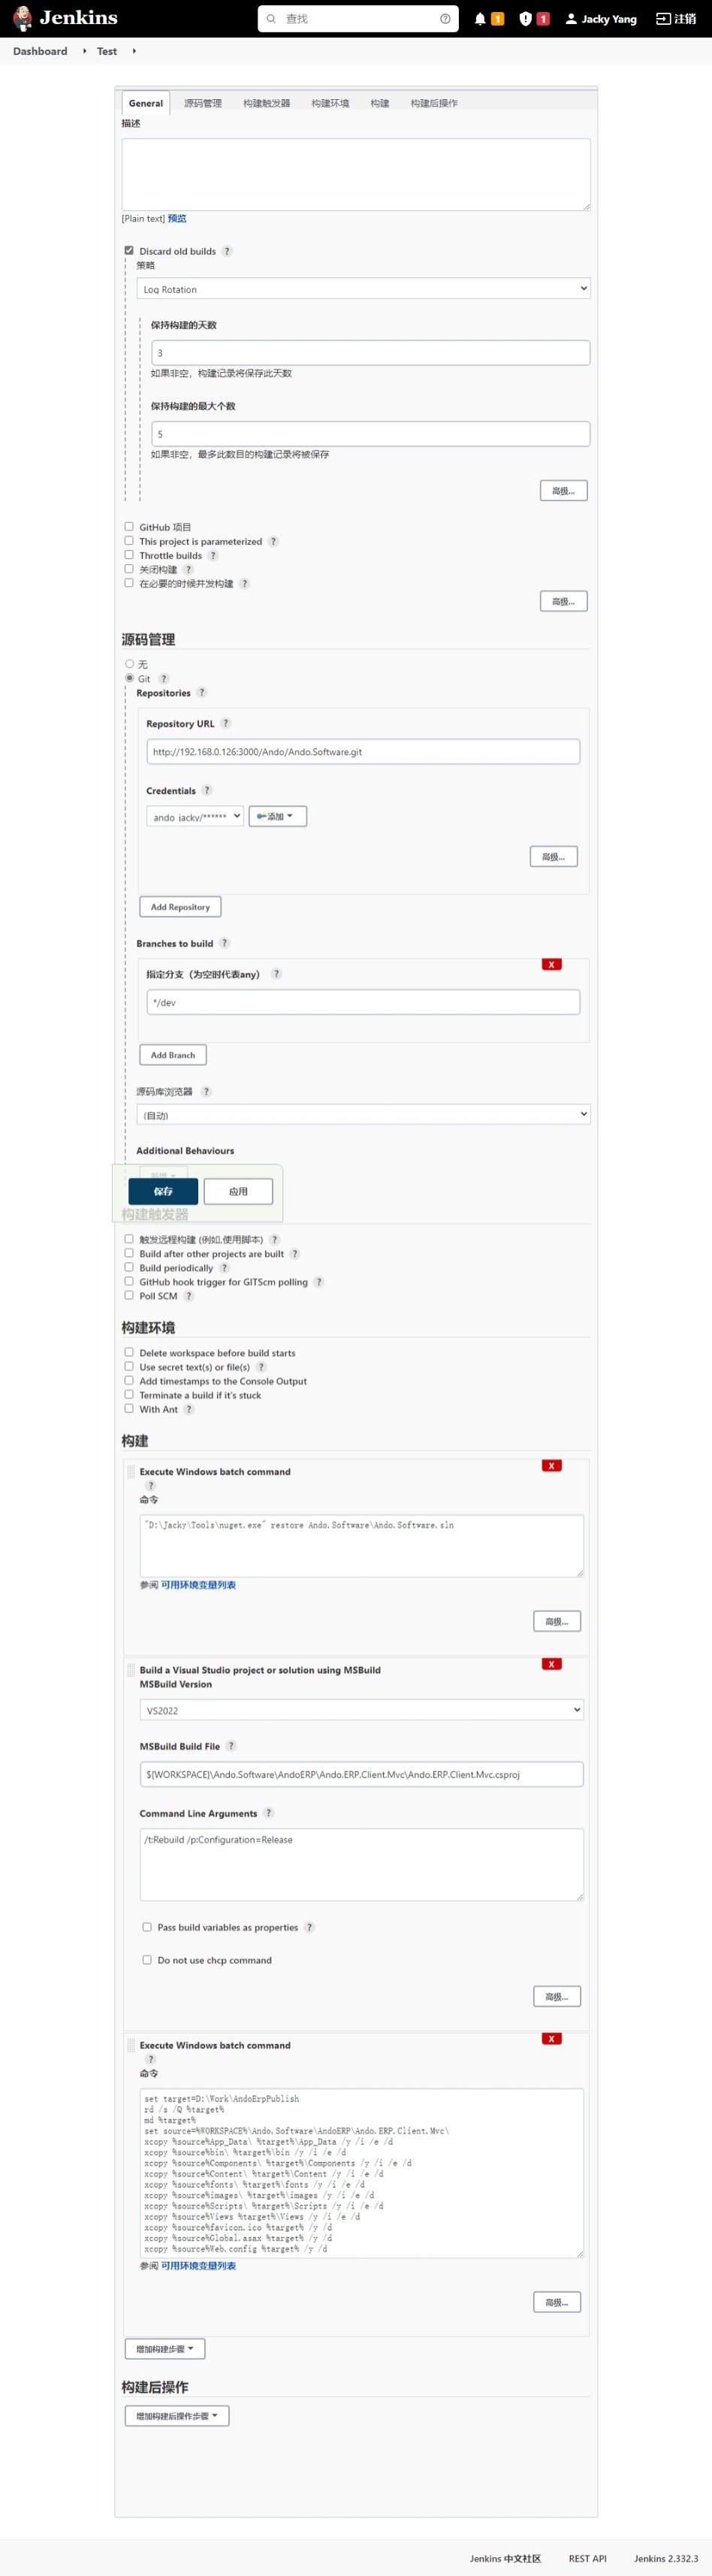 Jenkins
查找
1
1
Jacky Yang
注销
Dashboard
Test
General 源码管理 构建触发器 构建环境 构建 构建后操作
描述
[Plain text] 预览
Discard old builds ?
策略
Log Rotation
保持构建的天数
3
如果非空，构建记录将保存此天数
保持构建的最大个数
5
如果非空，最多此数目的构建记录将被保存
高级...
GitHub 项目
This project is parameterized ?
Throttle builds ?
关闭构建 ?
在必要的时候并发构建 ?
高级...
源码管理
无
Git ?
Repositories ?
Repository URL ?
http://192.168.0.126:3000/Ando/Ando.Software.git
Credentials ?
ando_jacky/******
添加
高级...
Add Repository
Branches to build ?
X
指定分支（为空时代表any） ?
*/dev
Add Branch
源码库浏览器 ?
(自动)
Additional Behaviours
保存 应用
构建触发器
触发远程构建 (例如,使用脚本) ?
Build after other projects are built ?
Build periodically ?
GitHub hook trigger for GITScm polling ?
Poll SCM ?
构建环境
Delete workspace before build starts
Use secret text(s) or file(s) ?
Add timestamps to the Console Output
Terminate a build if it's stuck
With Ant ?
构建
X
Execute Windows batch command
?
命令
"D:\Jacky\Tools\nuget.exe" restore Ando.Software\Ando.Software.sln
参阅 可用环境变量列表
高级...
X
Build a Visual Studio project or solution using MSBuild
MSBuild Version
VS2022
MSBuild Build File ?
${WORKSPACE}\Ando.Software\AndoERP\Ando.ERP.Client.Mvc\Ando.ERP.Client.Mvc.csproj
Command Line Arguments ?
/t:Rebuild /p:Configuration=Release
Pass build variables as properties ?
Do not use chcp command
高级...
X
Execute Windows batch command
?
命令
set target=D:\Work\AndoErpPublish
rd /s /Q %target%
md %target%
set source=%WORKSPACE%\Ando.Software\AndoERP\Ando.ERP.Client.Mvc\
xcopy %source%App_Data\ %target%\App_Data /y /i /e /d
xcopy %source%bin\ %target%\bin /y /i /e /d
xcopy %source%Components\ %target%\Components /y /i /e /d
xcopy %source%Content\ %target%\Content /y /i /e /d
xcopy %source%fonts\ %target%\fonts /y /i /e /d
xcopy %source%images\ %target%\images /y /i /e /d
xcopy %source%Scripts\ %target%\Scripts /y /i /e /d
xcopy %source%Views %target%\Views /y /i /e /d
xcopy %source%favicon.ico %target% /y /d
xcopy %source%Global.asax %target% /y /d
xcopy %source%Web.config %target% /y /d
参阅 可用环境变量列表
高级...
增加构建步骤
构建后操作
增加构建后操作步骤
Jenkins 中文社区 REST API Jenkins 2.332.3